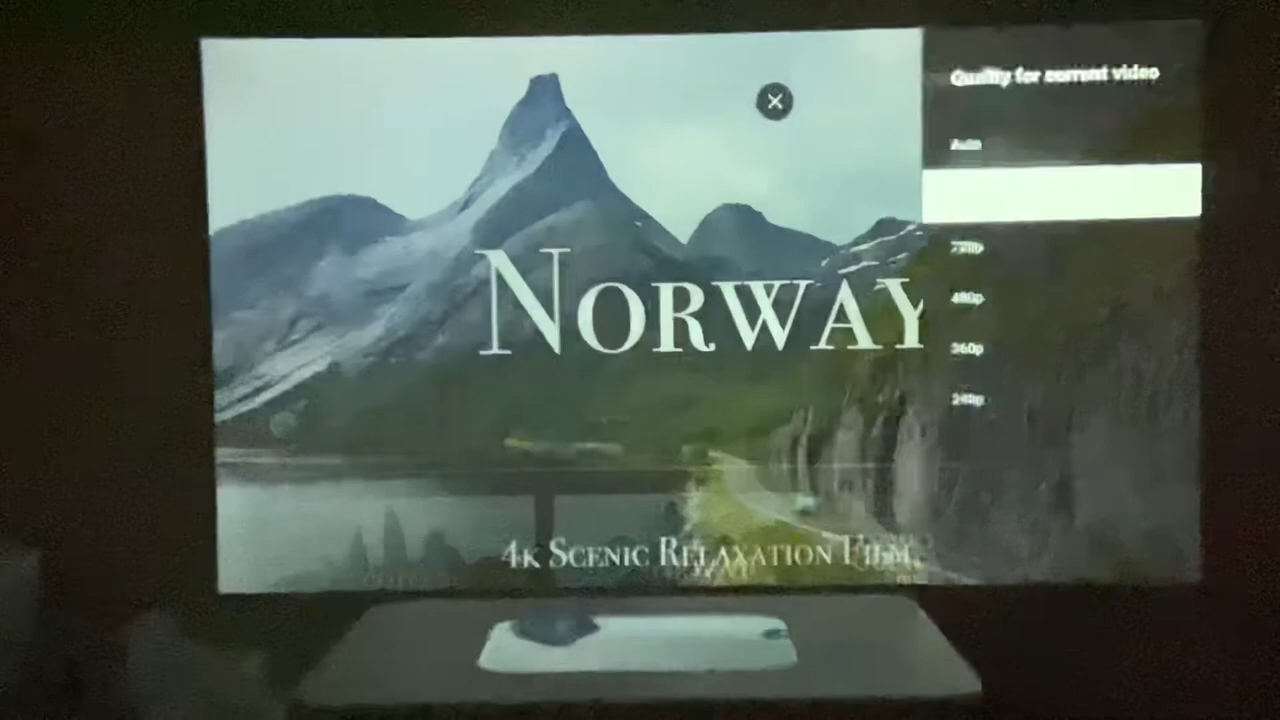 Quality for current video
Auto
720p
480p
360p
240p
NORWAY
4K SCENIC RELAXATION FILM